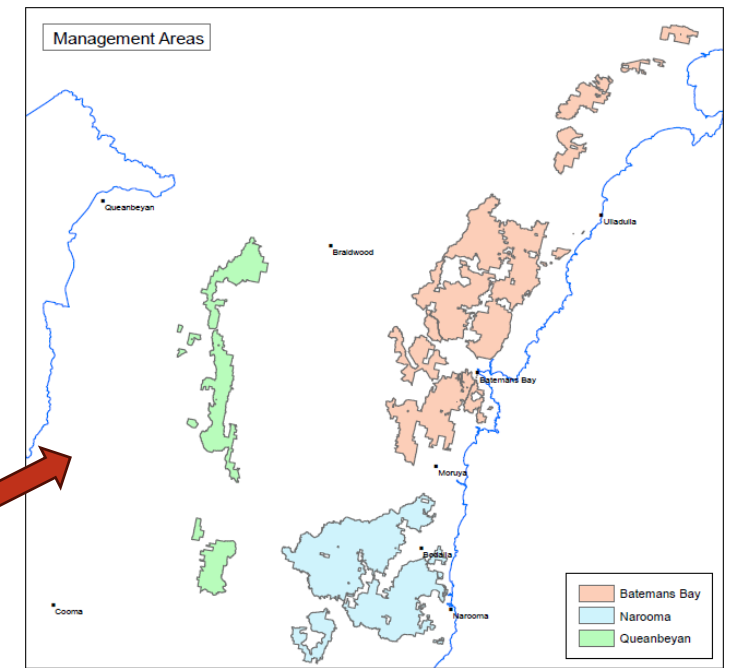 Management Areas
Queanbeyan
Ulladulla
Braidwood
Batemans Bay
Moruya
Bodalla
Cooma
Narooma
Batemans Bay
Narooma
Queanbeyan